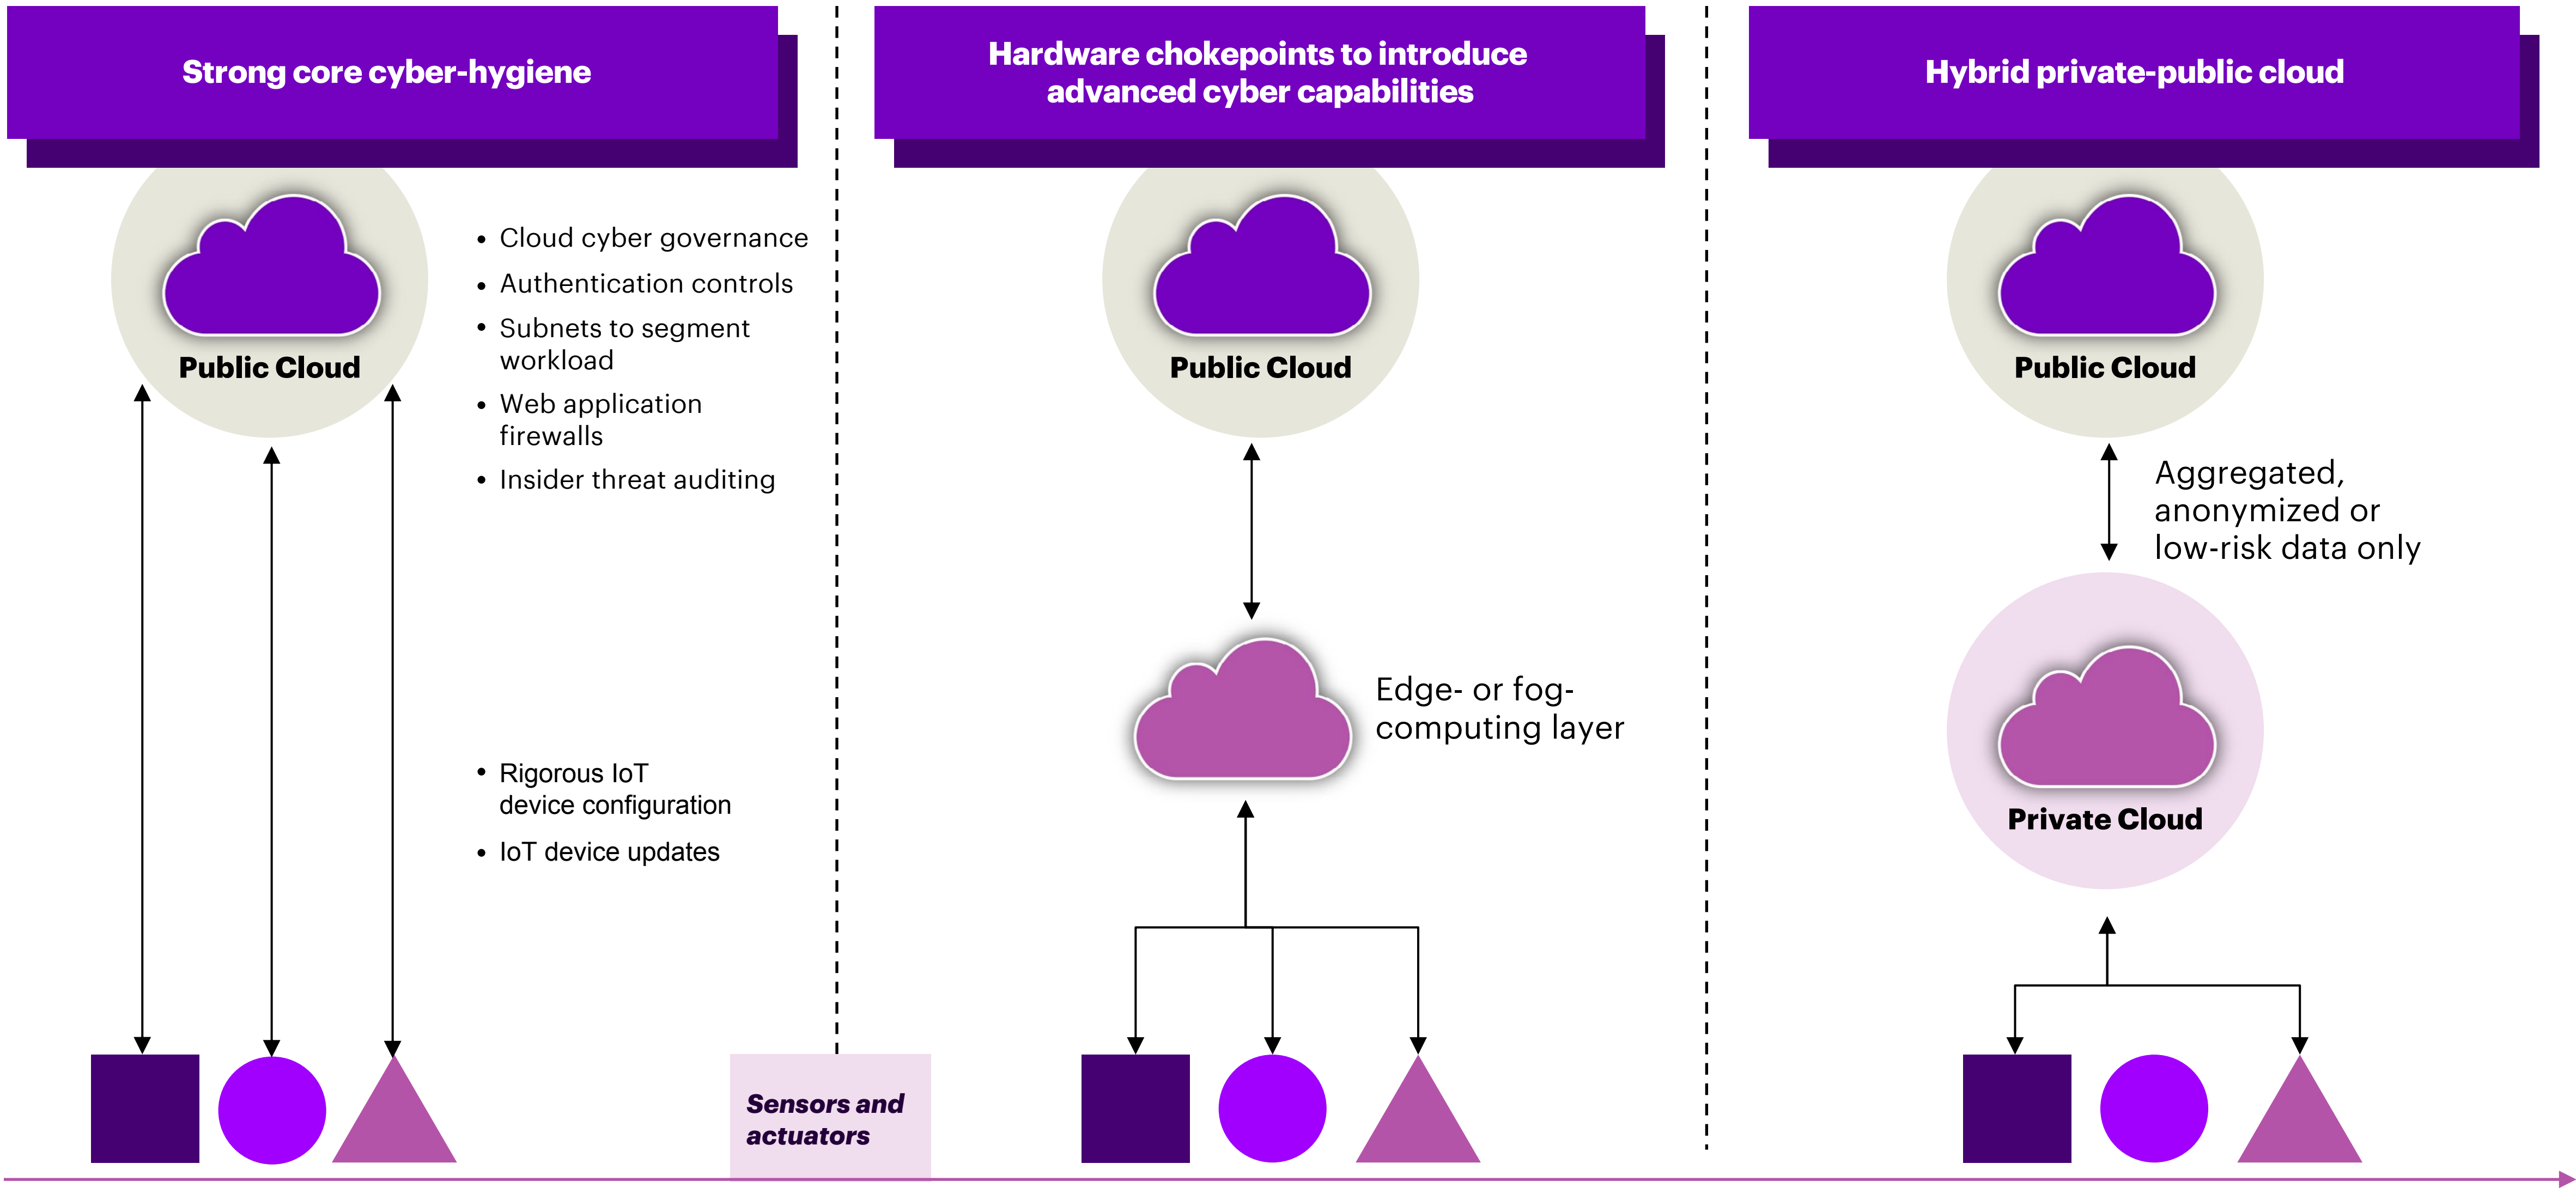 Strong core cyber-hygiene
Public Cloud
• Cloud cyber governance
• Authentication controls
• Subnets to segment
workload
• Web application
firewalls
• Insider threat auditing
• Rigorous IoT
device configuration
• IoT device updates
Sensors and
actuators
Hardware chokepoints to introduce
advanced cyber capabilities
Public Cloud
Edge- or fog-
computing layer
Hybrid private-public cloud
Public Cloud
Aggregated,
anonymized or
low-risk data only
Private Cloud